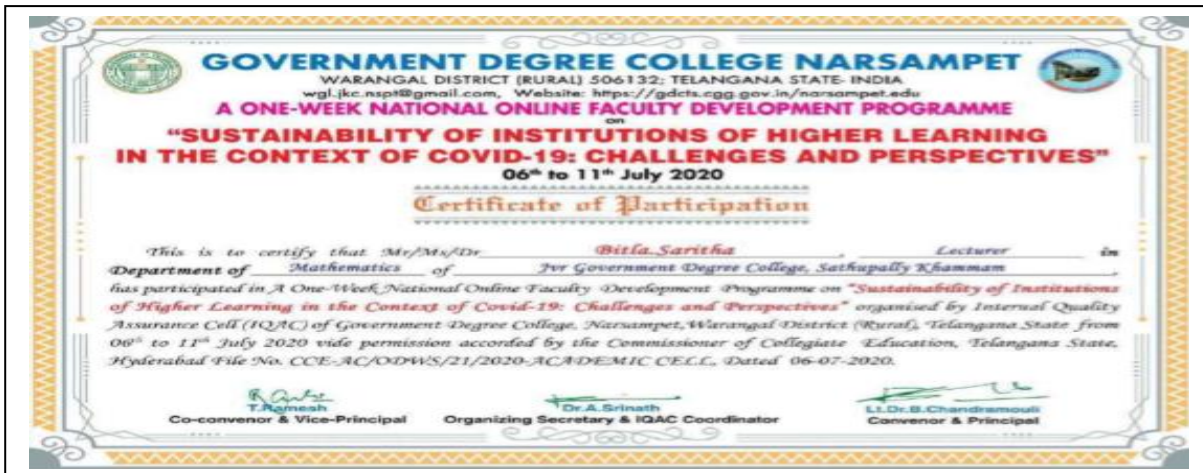 GOVERNMENT DEGREE COLLEGE NARSAMPET
WARANGAL DISTRICT (RURAL) 506132; TELANGANA STATE- INDIA
wgl.jkc.nspt@gmail.com, Website: https://gdcts.cgg.gov.in/narsampet.edu
A ONE-WEEK NATIONAL ONLINE FACULTY DEVELOPMENT PROGRAMME
on
"SUSTAINABILITY OF INSTITUTIONS OF HIGHER LEARNING
IN THE CONTEXT OF COVID-19: CHALLENGES AND PERSPECTIVES"
06th to 11th July 2020
Certificate of Participation
This is to certify that Mr/Ms/Dr Bitla.Saritha, Lecturer in
Department of Mathematics of Jvr Government Degree College, Sathupally Khammam,
has participated in A One-Week National Online Faculty Development Programme on "Sustainability of Institutions
of Higher Learning in the Context of Covid-19: Challenges and Perspectives" organised by Internal Quality
Assurance Cell (IQAC) of Government Degree College, Narsampet, Warangal District (Rural), Telangana State from
06th to 11th July 2020 vide permission accorded by the Commissioner of Collegiate Education, Telangana State,
Hyderabad File No. CCE-AC/ODWS/21/2020-ACADEMIC CELL, Dated 06-07-2020.
T.Ramesh Dr.A.Srinath Lt.Dr.B.Chandramouli
Co-convenor & Vice-Principal Organizing Secretary & IQAC Coordinator Convenor & Principal